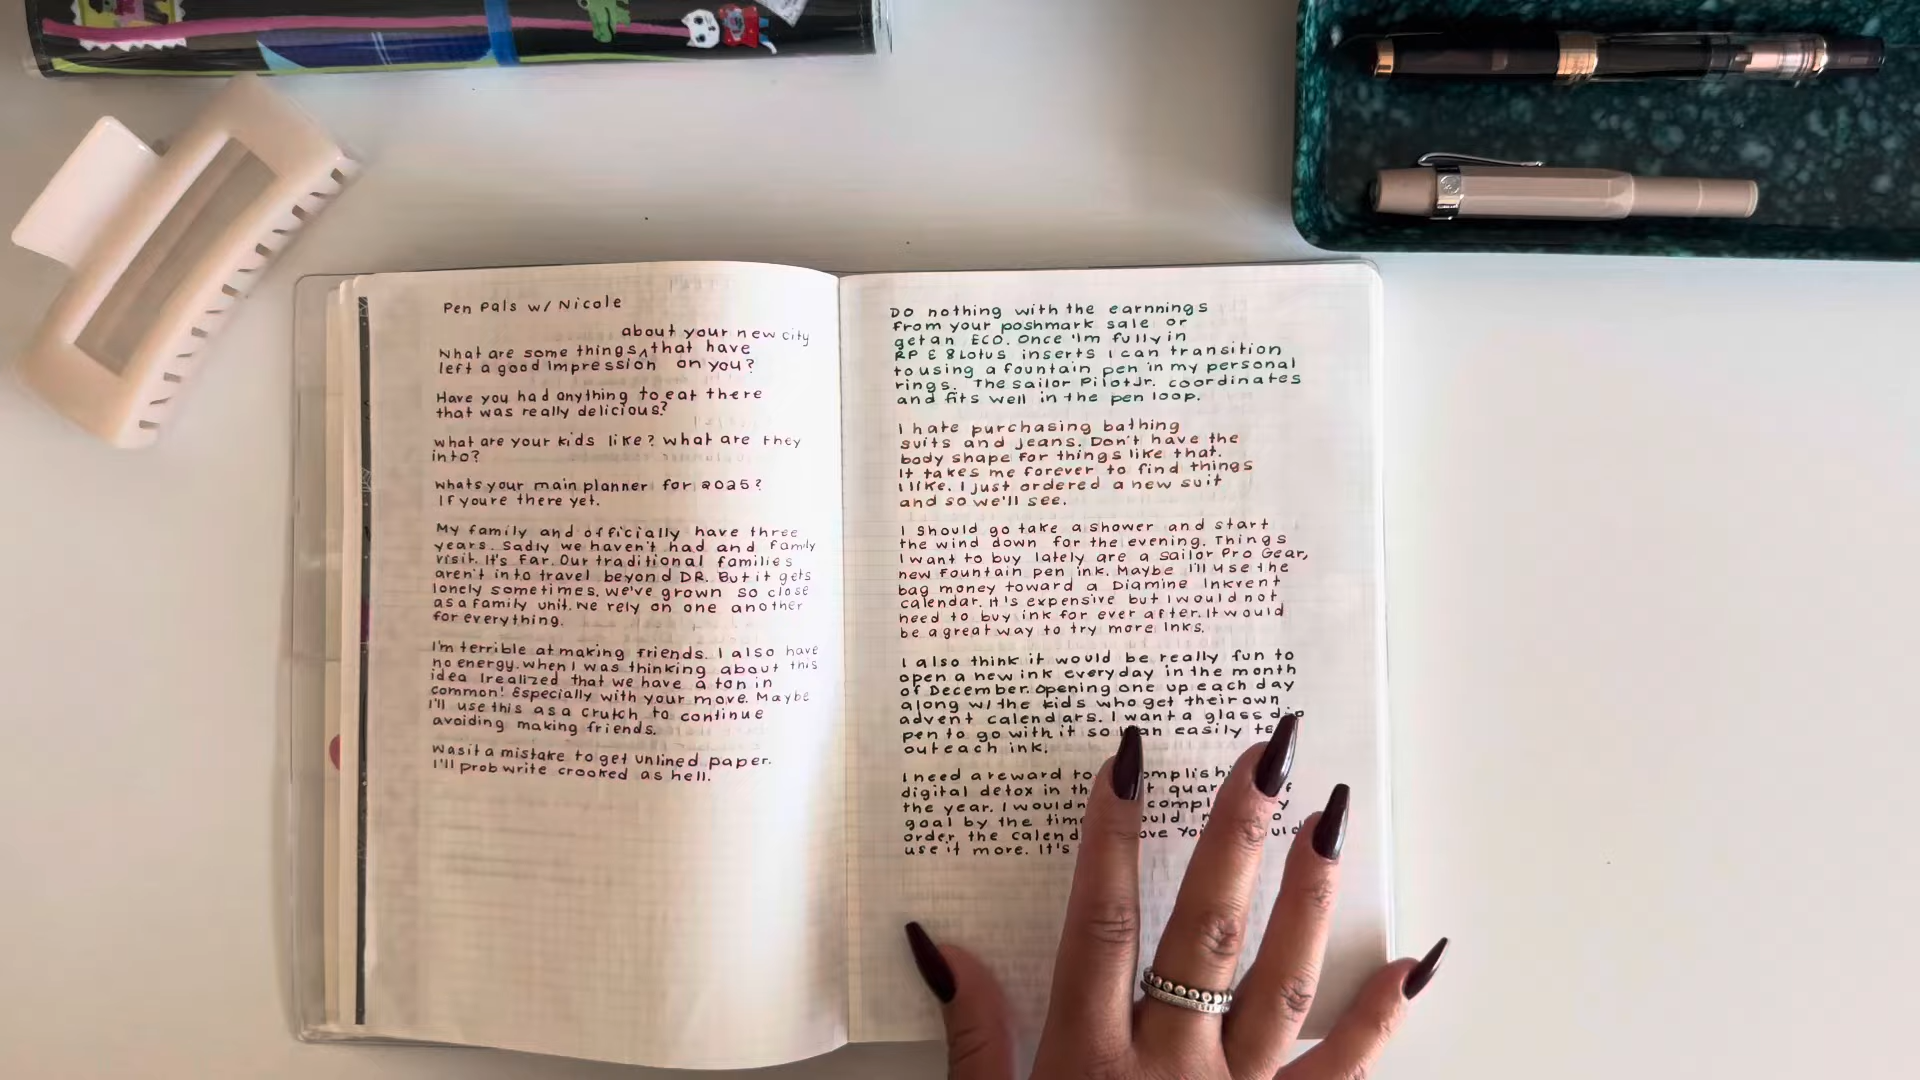 Pen Pals w/ Nicole
about your new city
What are some things ^ that have
left a good impression on you?
Have you had anything to eat there
that was really delicious?
what are your kids like? what are they
into?
whats your main planner for 2025?
If youre there yet.
My family and officially have three
years. Sadly we haven't had and family
visit. It's far. Our traditional families
aren't into travel beyond DR. But it gets
lonely sometimes. we've grown so close
as a family unit. we rely on one another
for everything.
I'm terrible at making friends. I also have
no energy. when I was thinking about this
idea I realized that we have a ton in
common! Especially with your move. Maybe
I'll use this as a crutch to continue
avoiding making friends.
Was it a mistake to get unlined paper.
I'll prob write crooked as hell.
Do nothing with the earnnings
from your poshmark sale or
get an ECO. Once I'm fully in
RP & 8Lotus inserts I can transition
to using a fountain pen in my personal
rings. The sailor Pilot Jr. coordinates
and fits well in the pen loop.
I hate purchasing bathing
suits and jeans. Don't have the
body shape for things like that.
It takes me forever to find things
I like. I just ordered a new suit
and so we'll see.
I should go take a shower and start
the wind down for the evening. Things
I want to buy lately are a sailor Pro Gear,
new fountain pen ink. Maybe I'll use the
bag money toward a Diamine Inkvent
calendar. It's expensive but I would not
need to buy ink for ever after. It would
be a great way to try more Inks.
I also think it would be really fun to
open a new ink everyday in the month
of December. Opening one up each day
along w/ the kids who get their own
advent calendars. I want a glass dip
pen to go with it so easily
out each ink.
I need a reward
digital detox in
the year. I
goal by the
order the
use it more. It's